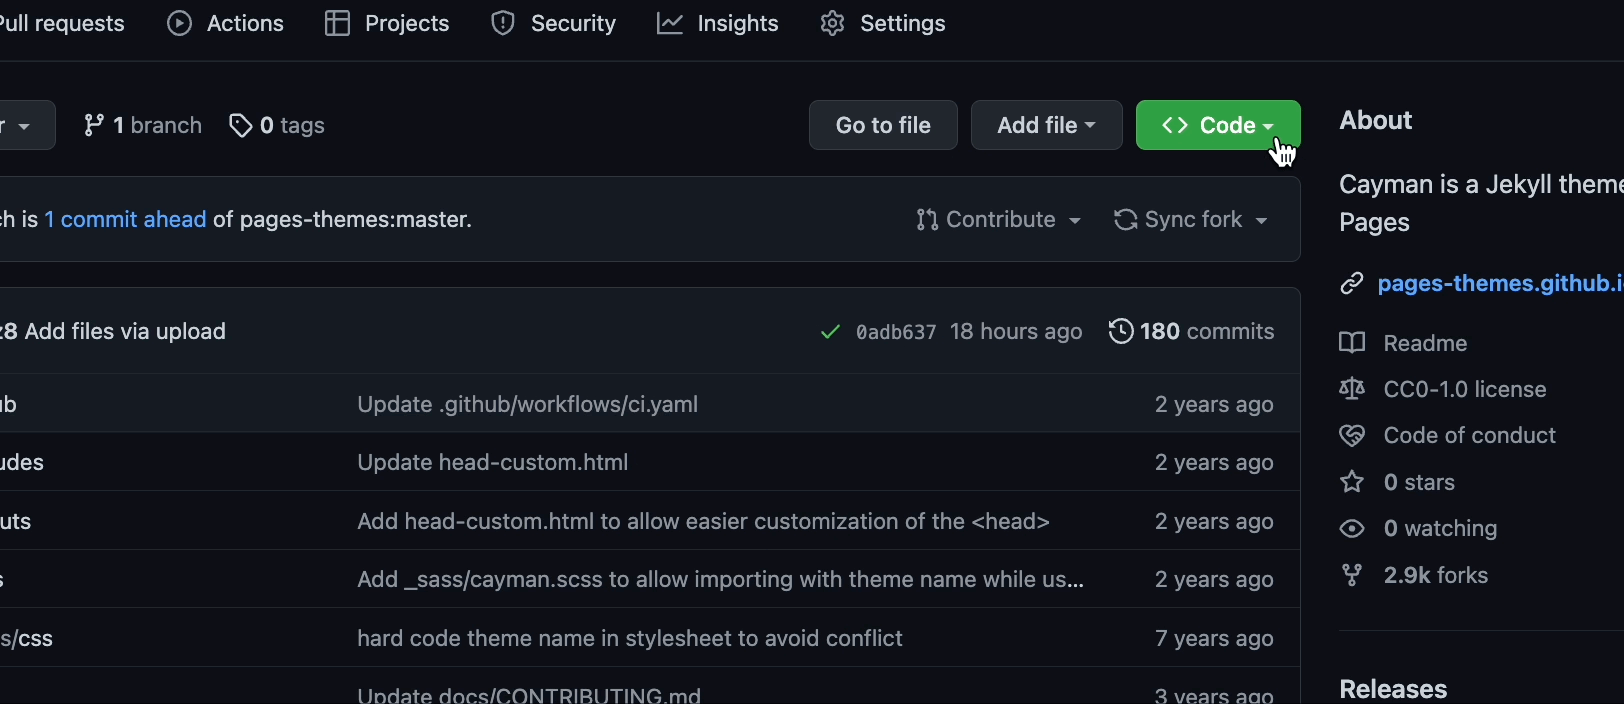 Pull requests Actions Projects Security Insights Settings
1 branch 0 tags Go to file Add file <> Code
is 1 commit ahead of pages-themes:master. Contribute Sync fork
z8 Add files via upload 0adb637 18 hours ago 180 commits
Update .github/workflows/ci.yaml 2 years ago
udes Update head-custom.html 2 years ago
uts Add head-custom.html to allow easier customization of the <head> 2 years ago
s Add _sass/cayman.scss to allow importing with theme name while us... 2 years ago
s/css hard code theme name in stylesheet to avoid conflict 7 years ago
Update docs/CONTRIBUTING.md 3 years ago
About
Cayman is a Jekyll theme
Pages
pages-themes.github.i
Readme
CC0-1.0 license
Code of conduct
0 stars
0 watching
2.9k forks
Releases